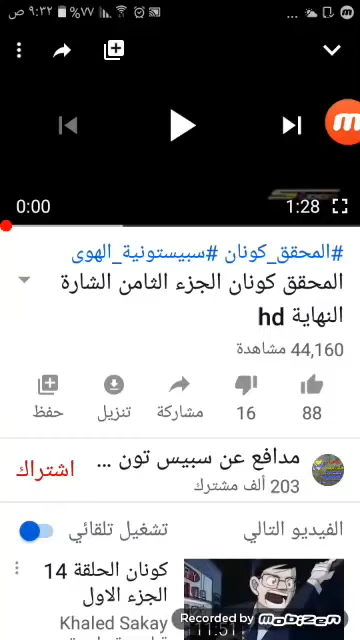 ٩:٣٢ ص
%٧٧
0:00
1:28
#المحقق_كونان #سبيستونية_الهوى
المحقق كونان الجزء الثامن الشارة
النهاية hd
44,160 مشاهدة
88
16
مشاركة
تنزيل
حفظ
مدافع عن سبيس تون ...
203 ألف مشترك
اشتراك
الفيديو التالي
تشغيل تلقائي
كونان الحلقة 14
الجزء الاول
Khaled Sakay
11:51
Recorded by mobizen